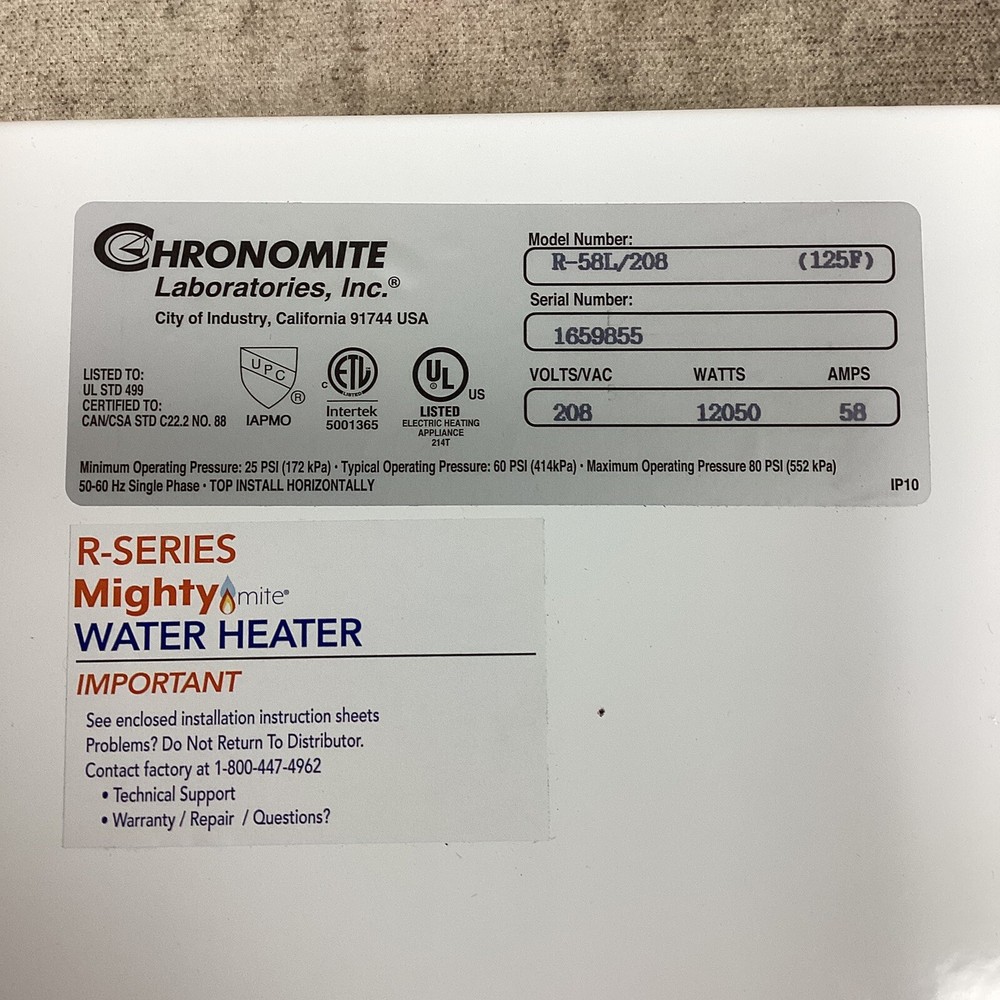 CHRONOMITE
Laboratories, Inc.®
City of Industry, California 91744 USA
LISTED TO:
UL STD 499
CERTIFIED TO:
CAN/CSA STD C22.2 NO. 88
UPC
®
IAPMO
C
ETL
LISTED
Intertek
5001365
UL
US
LISTED
ELECTRIC HEATING
APPLIANCE
214T
Model Number:
R-58L/208 (125F)
Serial Number:
1659855
VOLTS/VAC WATTS AMPS
208 12050 58
Minimum Operating Pressure: 25 PSI (172 kPa) • Typical Operating Pressure: 60 PSI (414kPa) • Maximum Operating Pressure 80 PSI (552 kPa)
50-60 Hz Single Phase • TOP INSTALL HORIZONTALLY
IP10
R-SERIES
Mighty mite®
WATER HEATER
IMPORTANT
See enclosed installation instruction sheets
Problems? Do Not Return To Distributor.
Contact factory at 1-800-447-4962
• Technical Support
• Warranty / Repair / Questions?